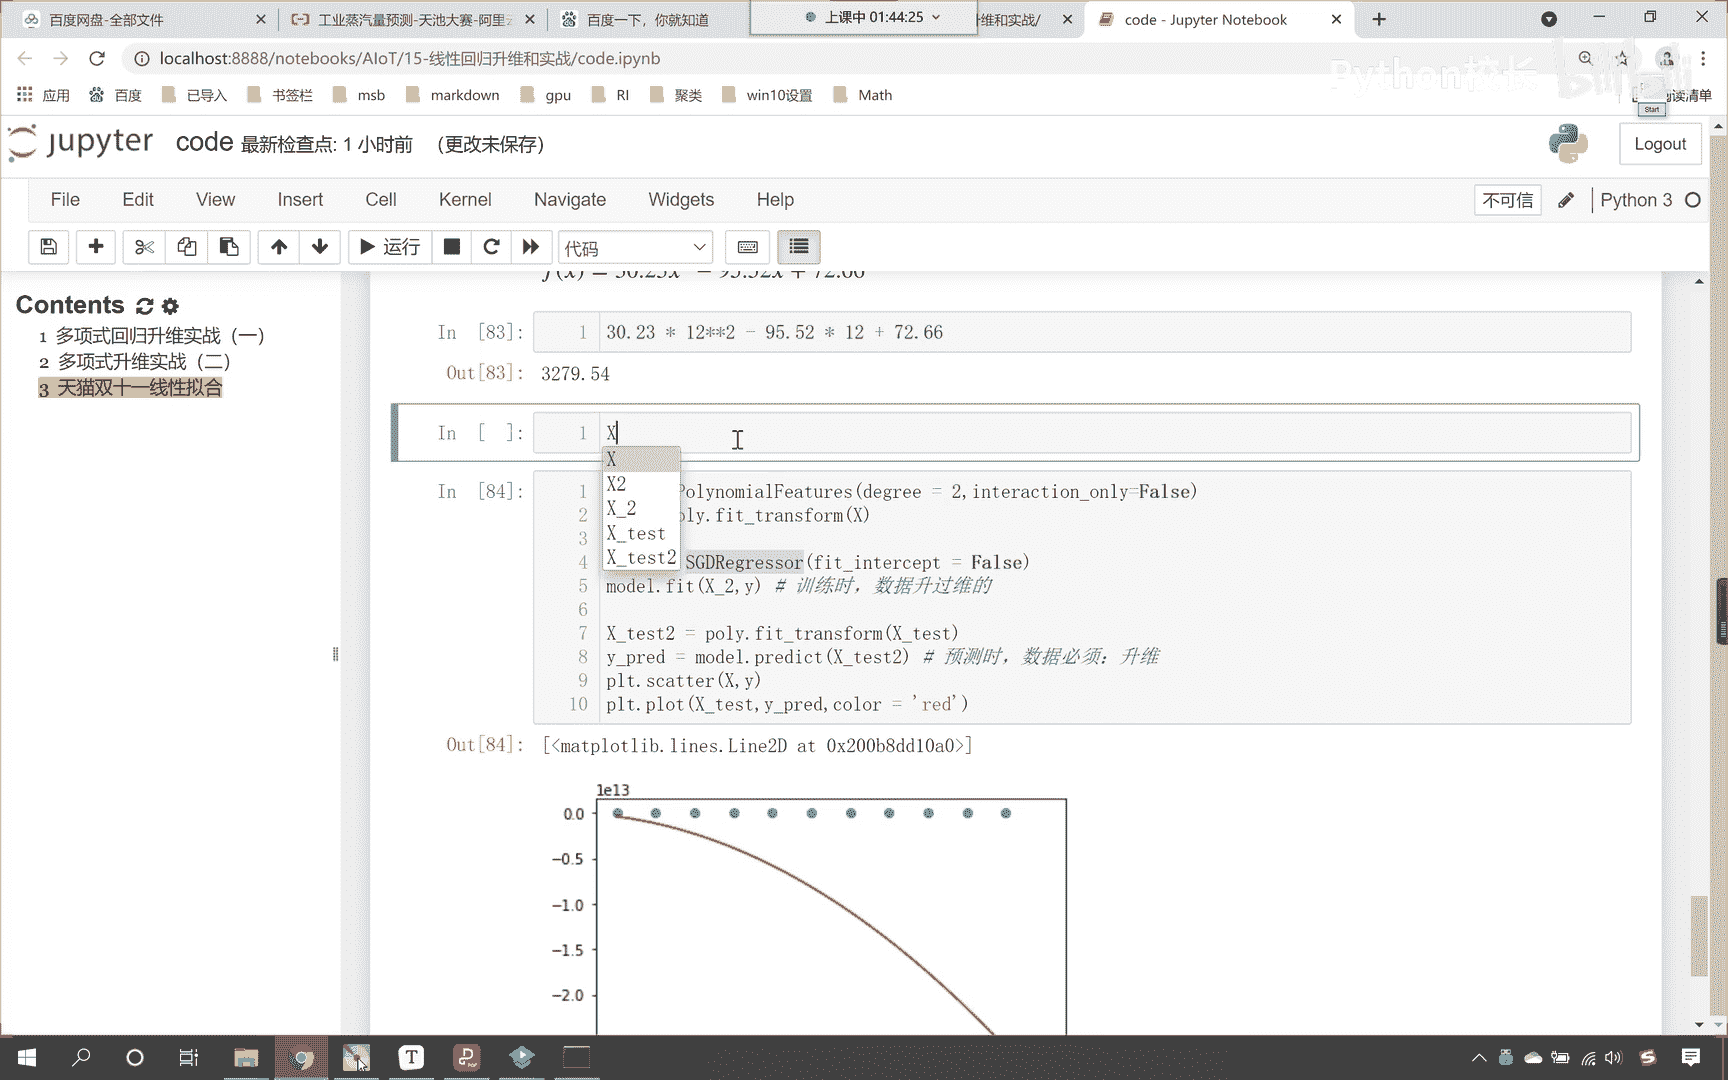 百度网盘-全部文件
工业蒸汽量预测-天池大赛-阿里
百度一下，你就知道
上课中 01:44:25
维和实战/
code - Jupyter Notebook
localhost:8888/notebooks/AIoT/15-线性回归升维和实战/code.ipynb
Python校长
应用
百度
已导入
书签栏
msb
markdown
gpu
RI
聚类
win10设置
Math
阅读清单
Start
jupyter
code 最新检查点: 1 小时前 (更改未保存)
Logout
File Edit View Insert Cell Kernel Navigate Widgets Help
不可信
Python 3
运行
代码
Contents
1 多项式回归升维实战（一）
2 多项式升维实战（二）
3 天猫双十一线性拟合
In [83]:
1 30.23 * 12**2 - 95.52 * 12 + 72.66
Out[83]: 3279.54
In [ ]:
1 X
X
X2
X_2
X_test
X_test2
In [84]:
1 PolynomialFeatures(degree = 2,interaction_only=False)
2 oly.fit_transform(X)
3
4 SGDRegressor(fit_intercept = False)
5 model.fit(X_2,y) # 训练时，数据升过维的
6
7 X_test2 = poly.fit_transform(X_test)
8 y_pred = model.predict(X_test2) # 预测时，数据必须：升维
9 plt.scatter(X,y)
10 plt.plot(X_test,y_pred,color = 'red')
Out[84]: [<matplotlib.lines.Line2D at 0x200b8dd10a0>]
1e13
0.0
-0.5
-1.0
-1.5
-2.0